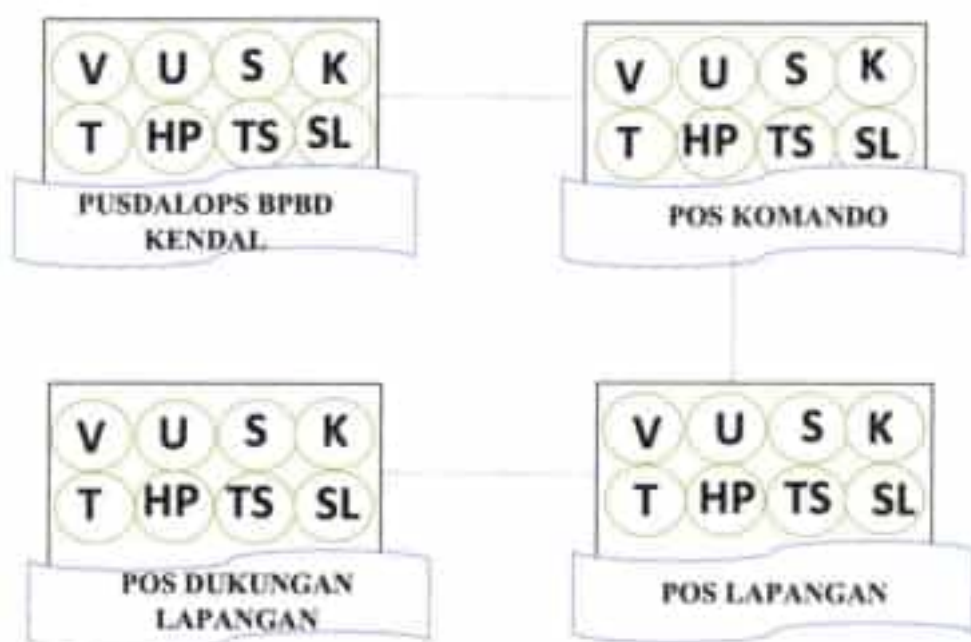 V U S K
T HP TS SL
PUSDALOPS BPBD
KENDAL
V U S K
T HP TS SL
POS KOMANDO
V U S K
T HP TS SL
POS DUKUNGAN
LAPANGAN
V U S K
T HP TS SL
POS LAPANGAN